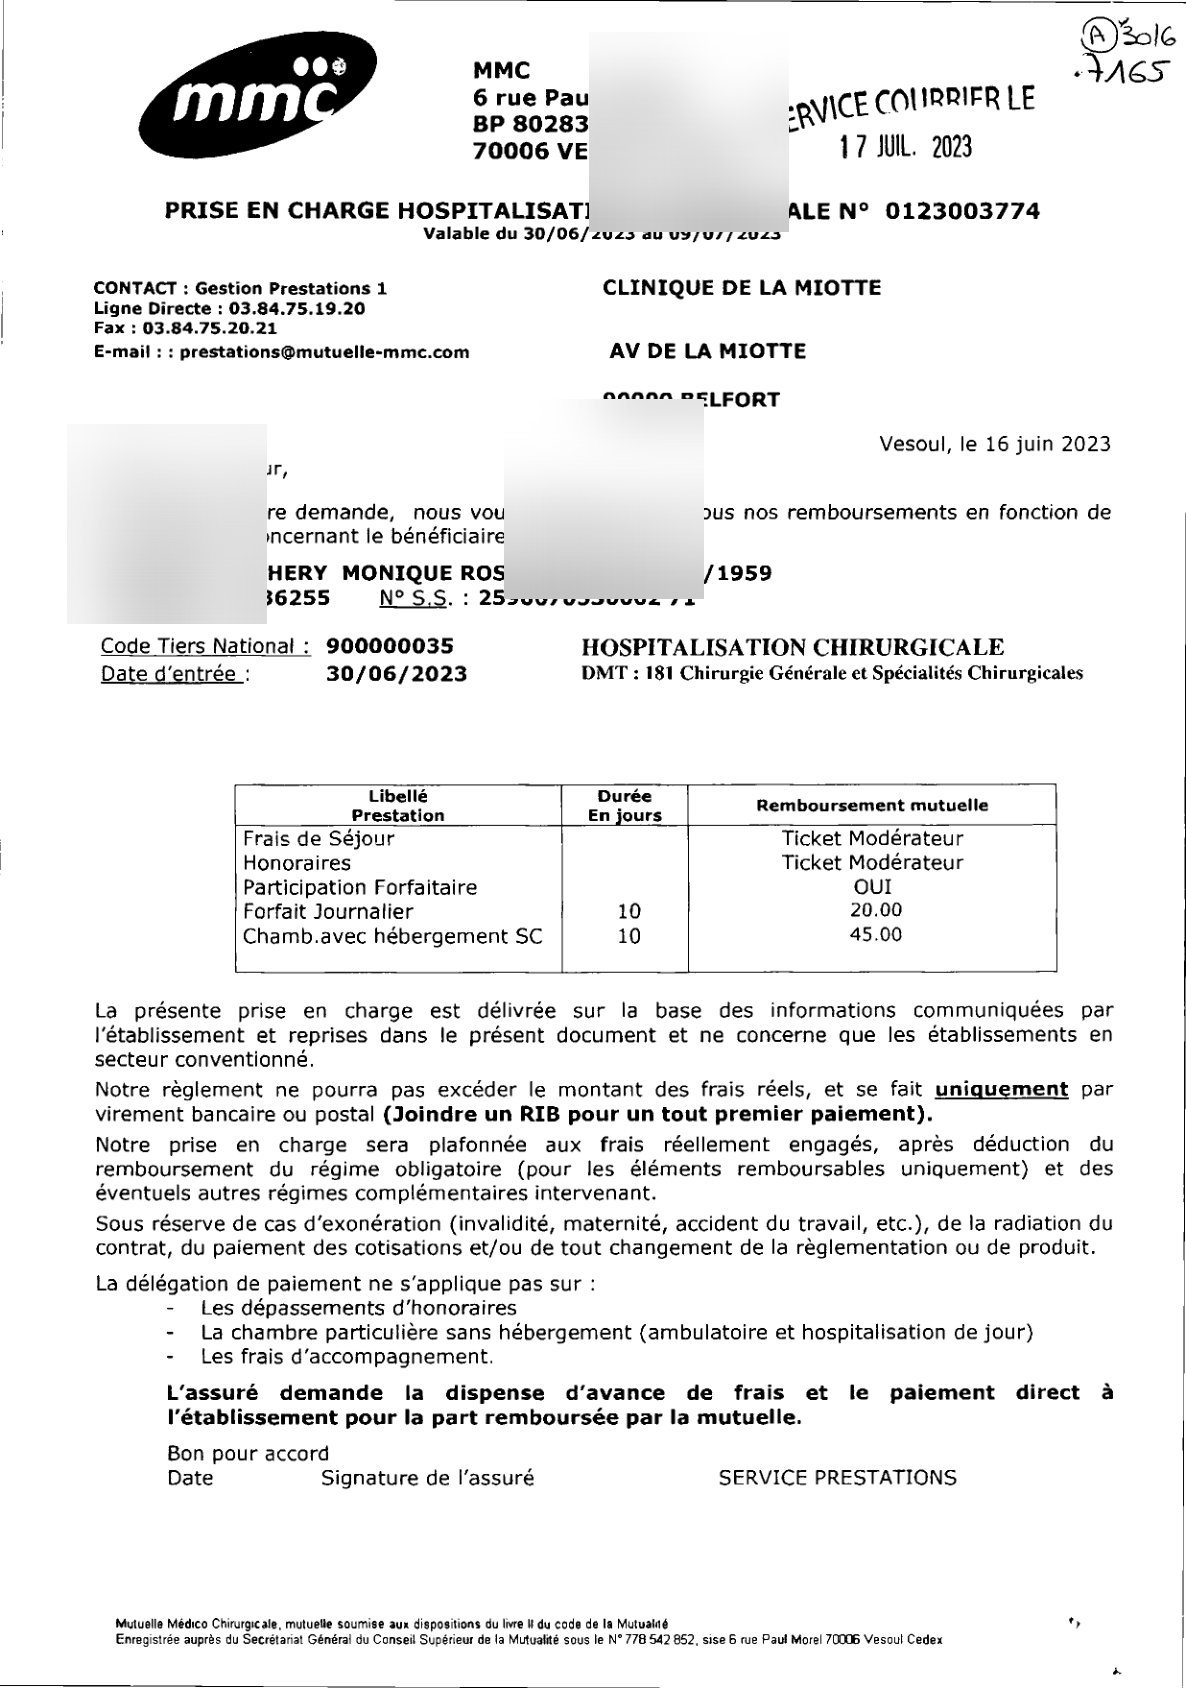 A 3016
7165
mmc
MMC
6 rue Pau
BP 80283
70006 VE
SERVICE COURRIER LE
17 JUIL. 2023
PRISE EN CHARGE HOSPITALISATI ALE N° 0123003774
Valable du 30/06/2023 au 09/07/2023
CONTACT : Gestion Prestations 1
Ligne Directe : 03.84.75.19.20
Fax : 03.84.75.20.21
E-mail : : prestations@mutuelle-mmc.com
CLINIQUE DE LA MIOTTE
AV DE LA MIOTTE
90000 BELFORT
Vesoul, le 16 juin 2023
ur,
re demande, nous vou ous nos remboursements en fonction de
oncernant le bénéficiaire
HERY MONIQUE ROS /1959
36255 N° S.S. :
Code Tiers National : 900000035
Date d'entrée : 30/06/2023
HOSPITALISATION CHIRURGICALE
DMT : 181 Chirurgie Générale et Spécialités Chirurgicales
Libellé Prestation Durée En jours Remboursement mutuelle
Frais de Séjour Ticket Modérateur
Honoraires Ticket Modérateur
Participation Forfaitaire OUI
Forfait Journalier 10 20.00
Chamb.avec hébergement SC 10 45.00
La présente prise en charge est délivrée sur la base des informations communiquées par
l'établissement et reprises dans le présent document et ne concerne que les établissements en
secteur conventionné.
Notre règlement ne pourra pas excéder le montant des frais réels, et se fait uniquement par
virement bancaire ou postal (Joindre un RIB pour un tout premier paiement).
Notre prise en charge sera plafonnée aux frais réellement engagés, après déduction du
remboursement du régime obligatoire (pour les éléments remboursables uniquement) et des
éventuels autres régimes complémentaires intervenant.
Sous réserve de cas d'exonération (invalidité, maternité, accident du travail, etc.), de la radiation du
contrat, du paiement des cotisations et/ou de tout changement de la règlementation ou de produit.
La délégation de paiement ne s'applique pas sur :
- Les dépassements d'honoraires
- La chambre particulière sans hébergement (ambulatoire et hospitalisation de jour)
- Les frais d'accompagnement.
L'assuré demande la dispense d'avance de frais et le paiement direct à
l'établissement pour la part remboursée par la mutuelle.
Bon pour accord
Date Signature de l'assuré SERVICE PRESTATIONS
Mutuelle Médico Chirurgicale, mutuelle soumise aux dispositions du livre II du code de la Mutualité
Enregistrée auprès du Secrétariat Général du Conseil Supérieur de la Mutualité sous le N° 778 542 852, sise 6 rue Paul Morel 70006 Vesoul Cedex